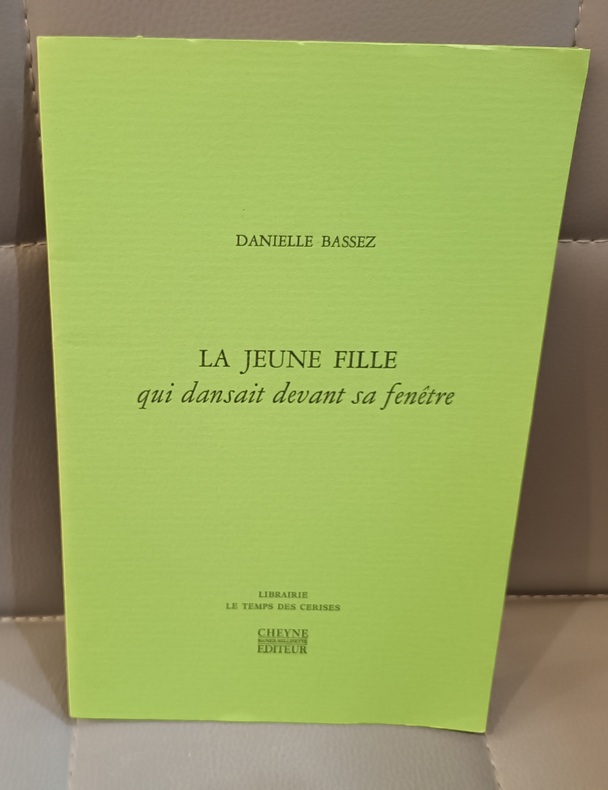 DANIELLE BASSEZ
LA JEUNE FILLE
qui dansait devant sa fenêtre
LIBRAIRIE
LE TEMPS DES CERISES
CHEYNE
EDITEUR